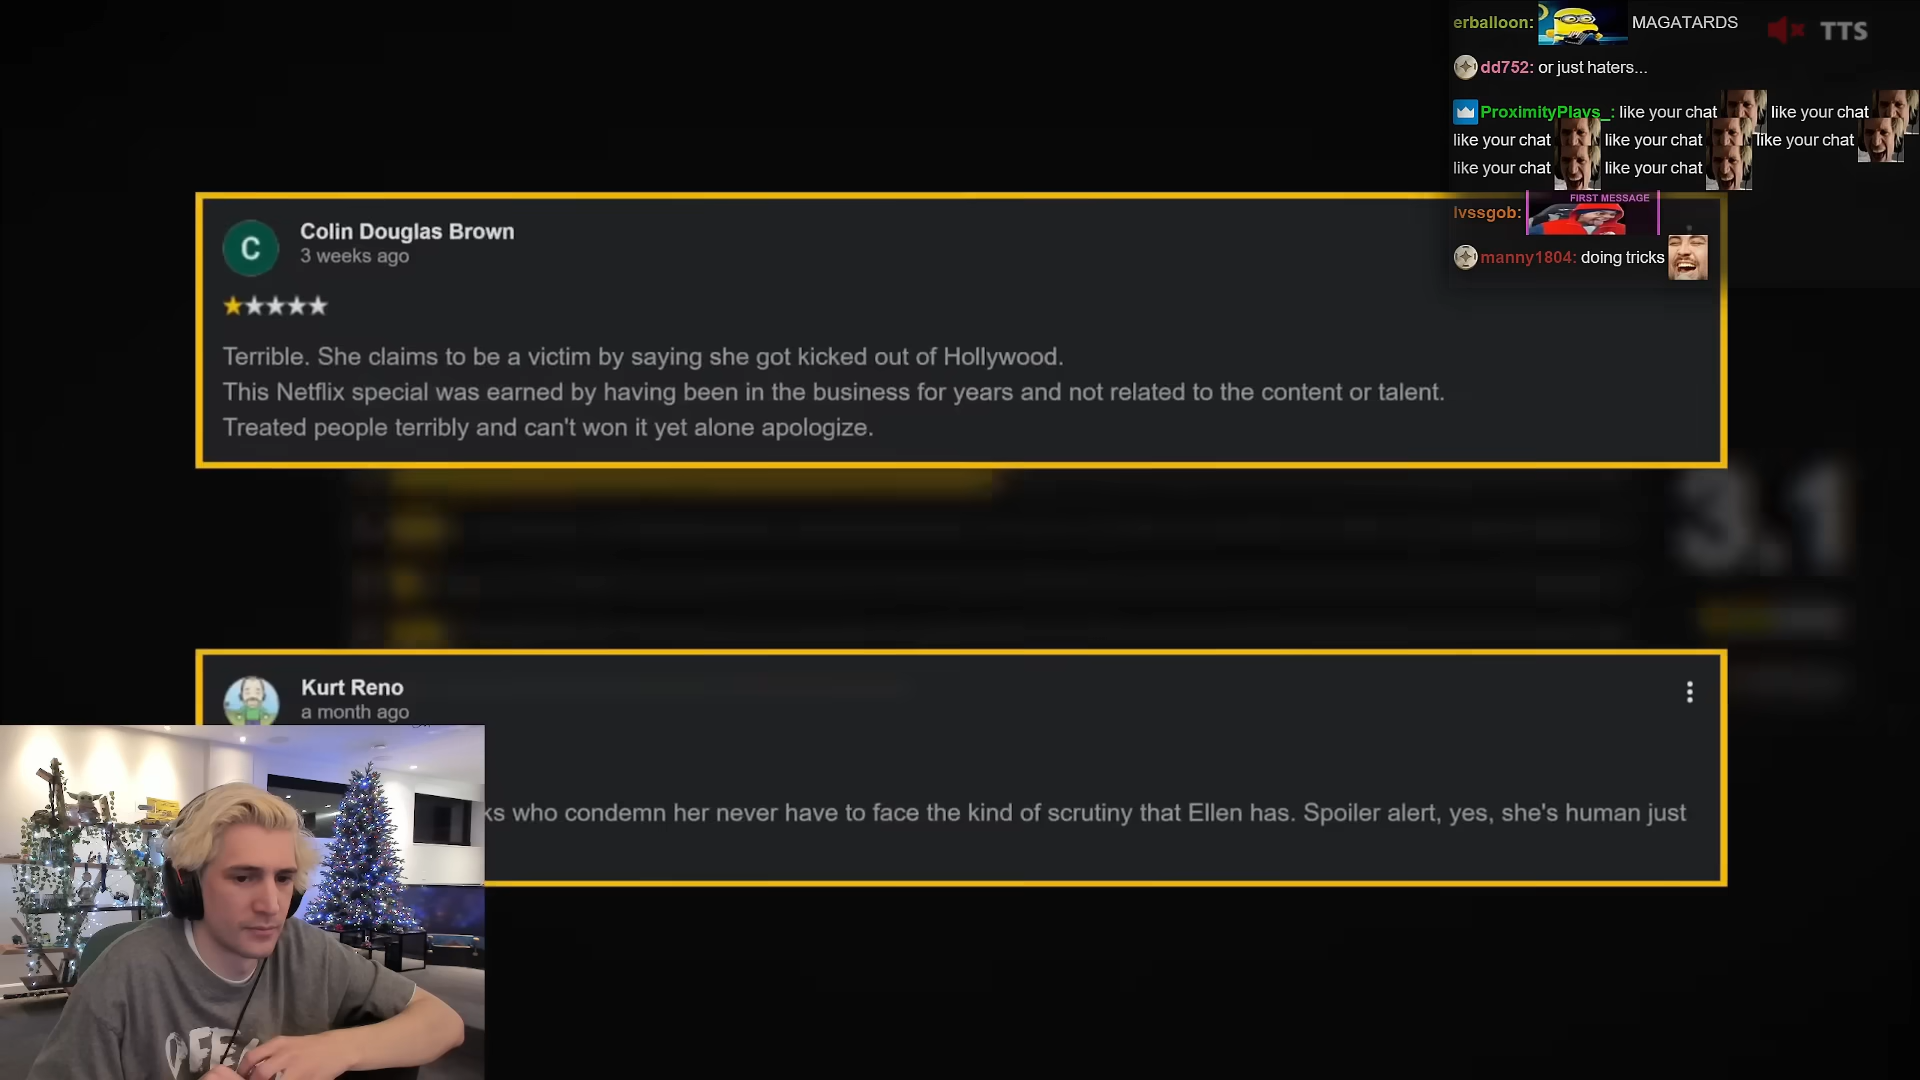 erballoon: MAGATARDS
TTS
dd752: or just haters...
ProximityPlays_: like your chat like your chat
like your chat like your chat like your chat
like your chat like your chat
FIRST MESSAGE
lvssgob:
manny1804: doing tricks
C
Colin Douglas Brown
3 weeks ago
Terrible. She claims to be a victim by saying she got kicked out of Hollywood.
This Netflix special was earned by having been in the business for years and not related to the content or talent.
Treated people terribly and can't won it yet alone apologize.
3.1
Kurt Reno
a month ago
who condemn her never have to face the kind of scrutiny that Ellen has. Spoiler alert, yes, she's human just